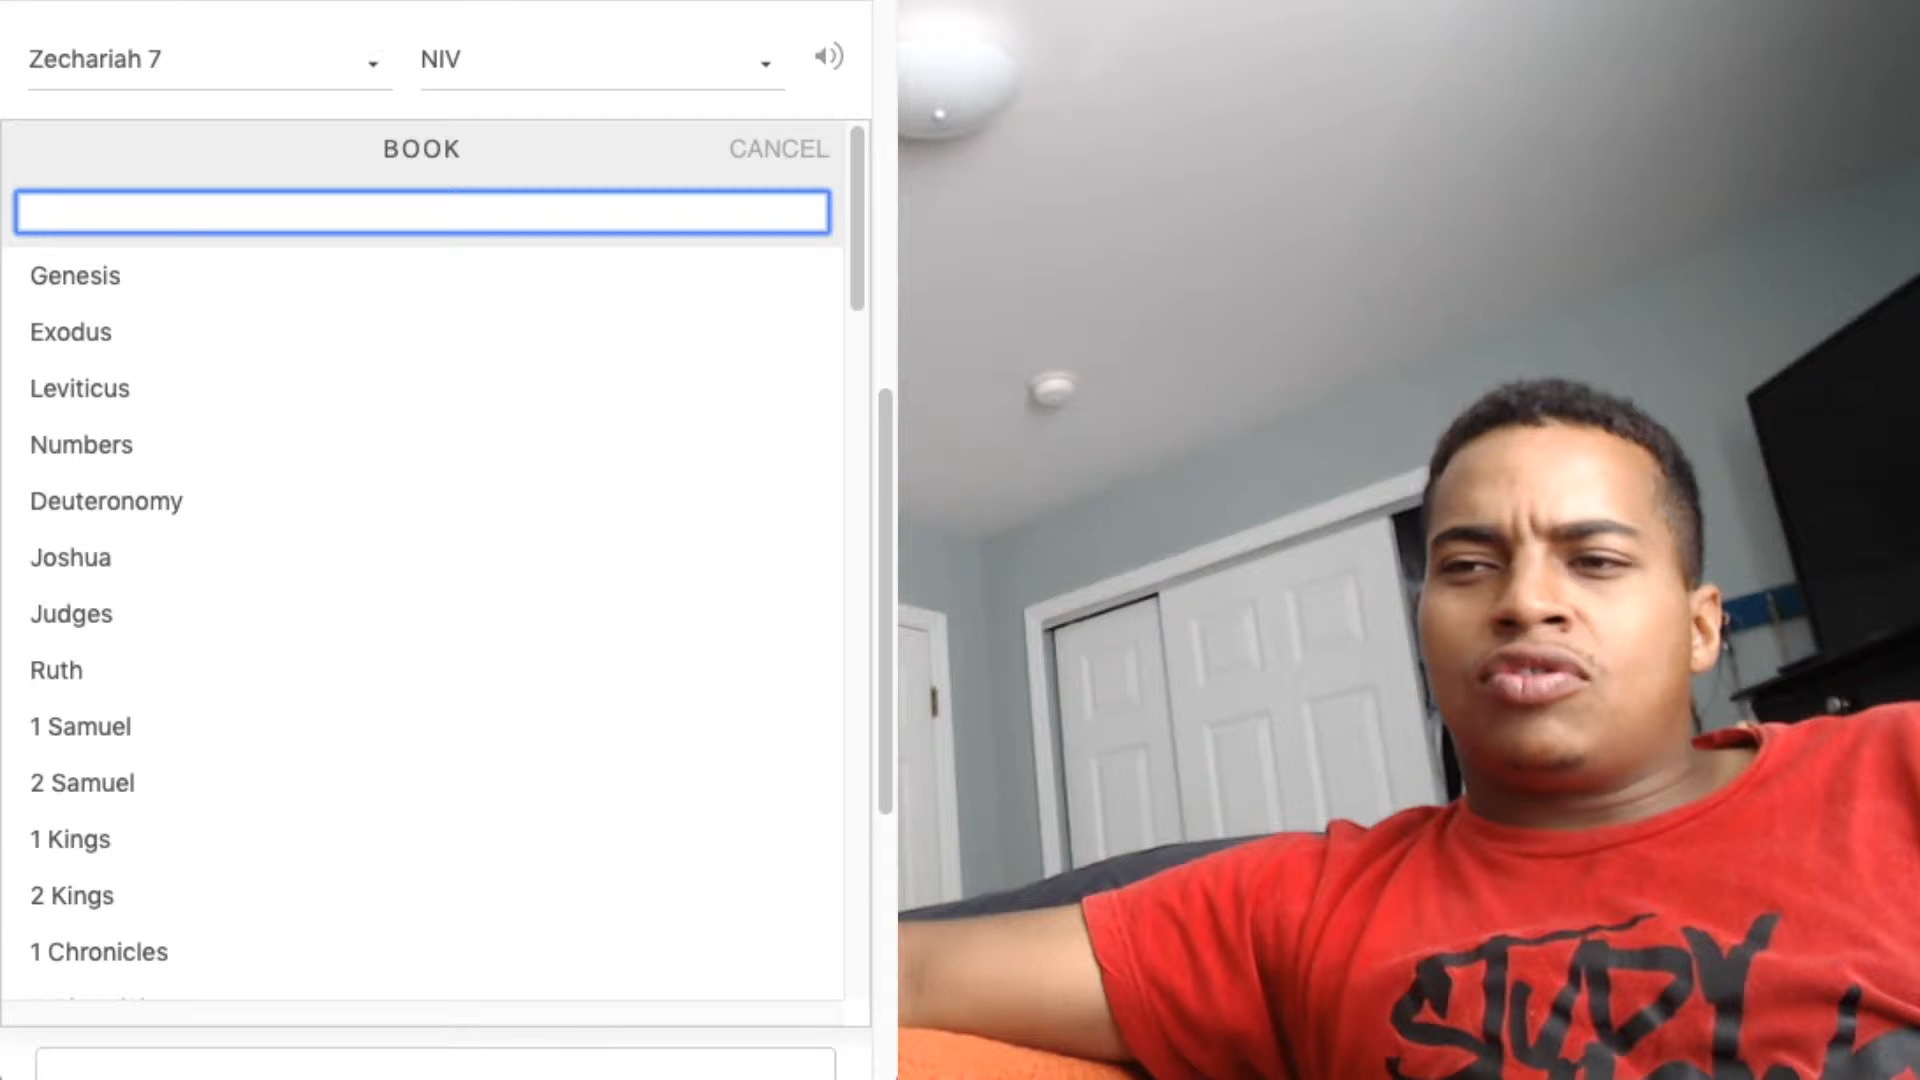 Zechariah 7
NIV
BOOK
CANCEL
Genesis
Exodus
Leviticus
Numbers
Deuteronomy
Joshua
Judges
Ruth
1 Samuel
2 Samuel
1 Kings
2 Kings
1 Chronicles
STUDY